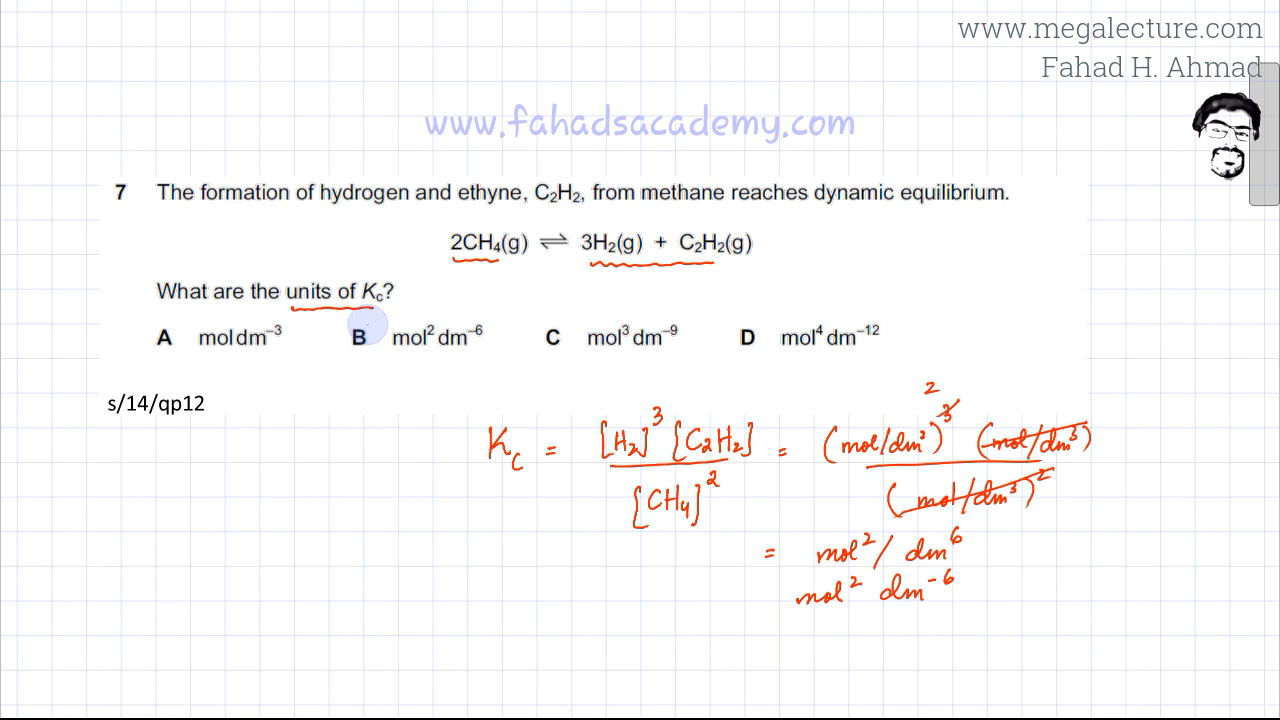 www.megalecture.com
Fahad H. Ahmad
www.fahadsacademy.com
7 The formation of hydrogen and ethyne, C₂H₂, from methane reaches dynamic equilibrium.
2CH₄(g) ⇌ 3H₂(g) + C₂H₂(g)
What are the units of Kc?
A mol dm⁻³ B mol² dm⁻⁶ C mol³ dm⁻⁹ D mol⁴ dm⁻¹²
s/14/qp12
Kc = [H₂]³ [C₂H₂] / [CH₄]² = (mol/dm³)³ ² (mol/dm³) / (mol/dm³)²
= mol² / dm⁶
mol² dm⁻⁶